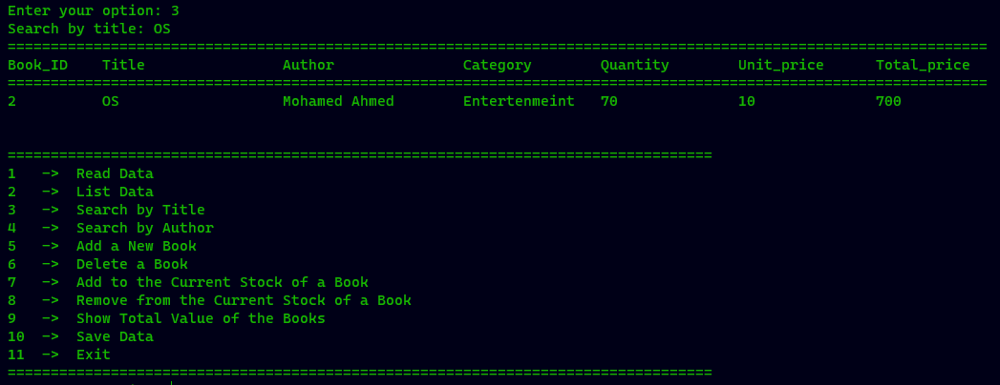 Enter your option: 3
Search by title: OS
==================================================================================================================
Book_ID    Title                Author               Category        Quantity        Unit_price      Total_price
==================================================================================================================
2          OS                   Mohamed Ahmed        Entertenmeint   70              10              700
==================================================================================
1   ->  Read Data
2   ->  List Data
3   ->  Search by Title
4   ->  Search by Author
5   ->  Add a New Book
6   ->  Delete a Book
7   ->  Add to the Current Stock of a Book
8   ->  Remove from the Current Stock of a Book
9   ->  Show Total Value of the Books
10  ->  Save Data
11  ->  Exit
==================================================================================